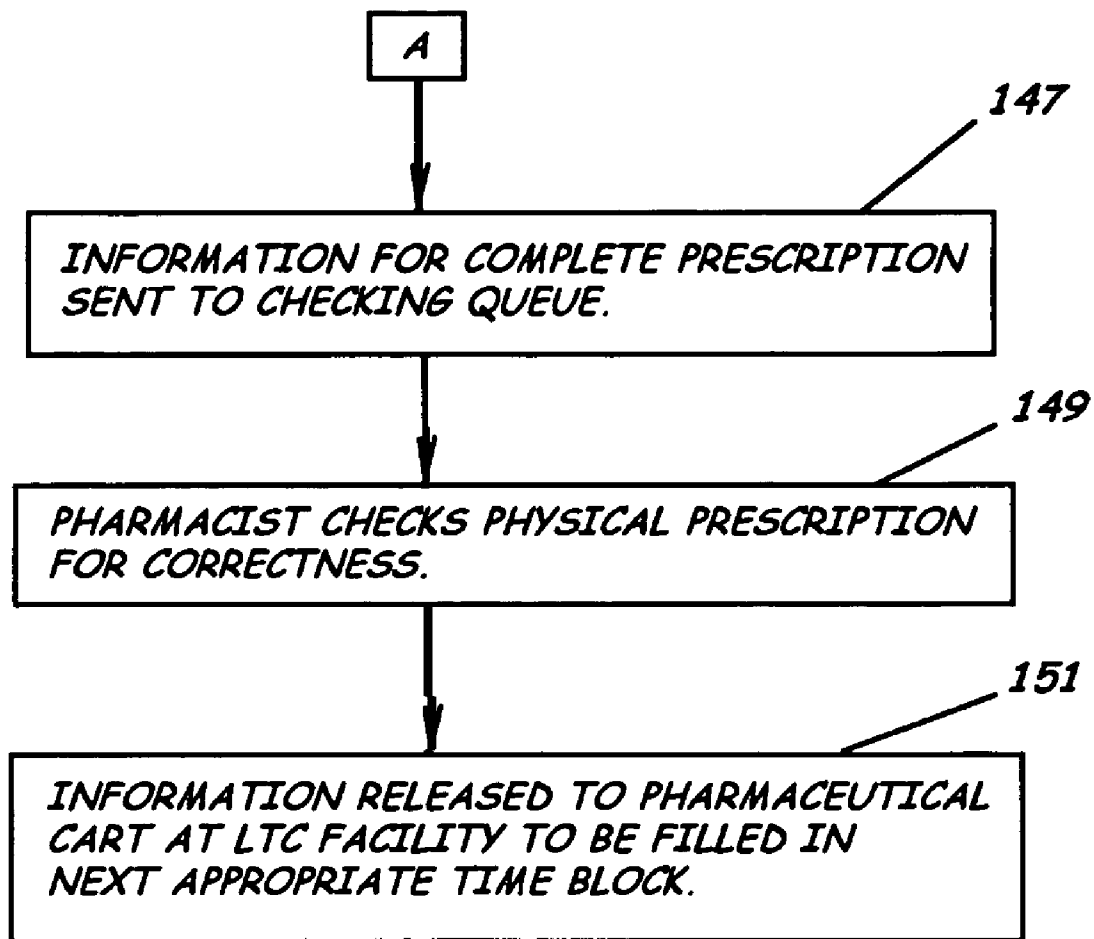 A
147
INFORMATION FOR COMPLETE PRESCRIPTION
SENT TO CHECKING QUEUE.
149
PHARMACIST CHECKS PHYSICAL PRESCRIPTION
FOR CORRECTNESS.
151
INFORMATION RELEASED TO PHARMACEUTICAL
CART AT LTC FACILITY TO BE FILLED IN
NEXT APPROPRIATE TIME BLOCK.